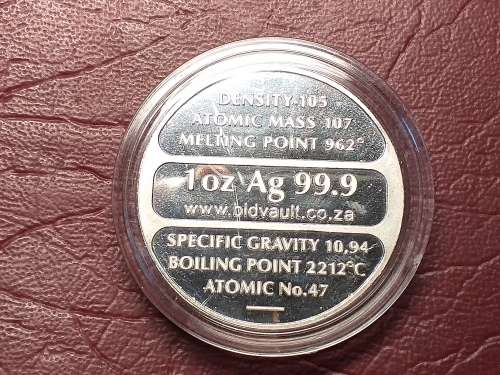 DENSITY-105
ATOMIC MASS 107
MELTING POINT 962°
1oz Ag 99.9
www.bidvault.co.za
SPECIFIC GRAVITY 10.94
BOILING POINT 2212°C
ATOMIC No.47